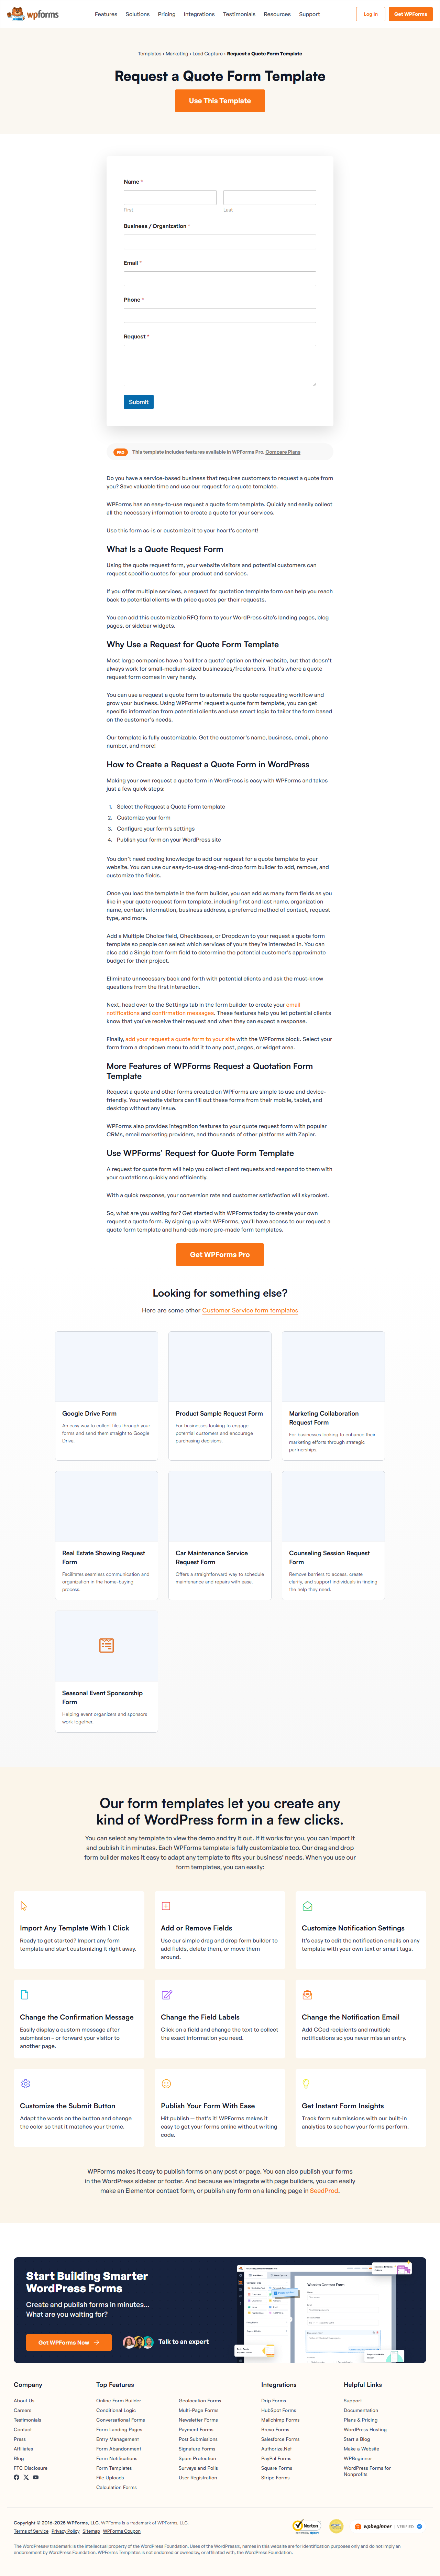 wpforms
Features Solutions Pricing Integrations Testimonials Resources Support
Log In Get WPForms
Templates › Marketing › Lead Capture › Request a Quote Form Template
Request a Quote Form Template
Use This Template
Name *
First Last
Business / Organization *
Email *
Phone *
Request *
Submit
PRO This template includes features available in WPForms Pro. Compare Plans
Do you have a service-based business that requires customers to request a quote from
you? Save valuable time and use our request for a quote template.
WPForms has an easy-to-use request a quote form template. Quickly and easily collect
all the necessary information to create a quote for your services.
Use this form as-is or customize it to your heart's content!
What Is a Quote Request Form
Using the quote request form, your website visitors and potential customers can
request specific quotes for your product and services.
If you offer multiple services, a request for quotation template form can help you reach
back to potential clients with price quotes per their requests.
You can add this customizable RFQ form to your WordPress site's landing pages, blog
pages, or sidebar widgets.
Why Use a Request for Quote Form Template
Most large companies have a 'call for a quote' option on their website, but that doesn't
always work for small-medium-sized businesses/freelancers. That's where a quote
request form comes in very handy.
You can use a request a quote form to automate the quote requesting workflow and
grow your business. Using WPForms' request a quote form template, you can get
specific information from potential clients and use smart logic to tailor the form based
on the customer's needs.
Our template is fully customizable. Get the customer's name, business, email, phone
number, and more!
How to Create a Request a Quote Form in WordPress
Making your own request a quote form in WordPress is easy with WPForms and takes
just a few quick steps:
1. Select the Request a Quote Form template
2. Customize your form
3. Configure your form's settings
4. Publish your form on your WordPress site
You don't need coding knowledge to add our request for a quote template to your
website. You can use our easy-to-use drag-and-drop form builder to add, remove, and
customize the fields.
Once you load the template in the form builder, you can add as many form fields as you
like in your quote request form template, including first and last name, organization
name, contact information, business address, a preferred method of contact, request
type, and more.
Add a Multiple Choice field, Checkboxes, or Dropdown to your request a quote form
template so people can select which services of yours they're interested in. You can
also add a Single Item form field to determine the potential customer's approximate
budget for their project.
Eliminate unnecessary back and forth with potential clients and ask the must-know
questions from the first interaction.
Next, head over to the Settings tab in the form builder to create your email
notifications and confirmation messages. These features help you let potential clients
know that you've received their request and when they can expect a response.
Finally, add your request a quote form to your site with the WPForms block. Select your
form from a dropdown menu to add it to any post, pages, or widget area.
More Features of WPForms Request a Quotation Form
Template
Request a quote and other forms created on WPForms are simple to use and device-
friendly. Your website visitors can fill out these forms from their mobile, tablet, and
desktop without any issue.
WPForms also provides integration features to your quote request form with popular
CRMs, email marketing providers, and thousands of other platforms with Zapier.
Use WPForms' Request for Quote Form Template
A request for quote form will help you collect client requests and respond to them with
your quotations quickly and efficiently.
With a quick response, your conversion rate and customer satisfaction will skyrocket.
So, what are you waiting for? Get started with WPForms today to create your own
request a quote form. By signing up with WPForms, you'll have access to our request a
quote form template and hundreds more pre-made form templates.
Get WPForms Pro
Looking for something else?
Here are some other Customer Service form templates
Google Drive Form
An easy way to collect files through your
forms and send them straight to Google
Drive.
Product Sample Request Form
For businesses looking to engage
potential customers and encourage
purchasing decisions.
Marketing Collaboration
Request Form
For businesses looking to enhance their
marketing efforts through strategic
partnerships.
Real Estate Showing Request
Form
Facilitates seamless communication and
organization in the home-buying
process.
Car Maintenance Service
Request Form
Offers a straightforward way to schedule
maintenance and repairs with ease.
Counseling Session Request
Form
Remove barriers to access, create
clarity, and support individuals in finding
the help they need.
Seasonal Event Sponsorship
Form
Helping event organizers and sponsors
work together.
Our form templates let you create any
kind of WordPress form in a few clicks.
You can select any template to view the demo and try it out. If it works for you, you can import it
and publish it in minutes. Each WPForms template is fully customizable too. Our drag and drop
form builder makes it easy to adapt any template to fits your business' needs. When you use our
form templates, you can easily:
Import Any Template With 1 Click
Ready to get started? Import any form
template and start customizing it right away.
Add or Remove Fields
Use our simple drag and drop form builder to
add fields, delete them, or move them
around.
Customize Notification Settings
It's easy to edit the notification emails on any
template with your own text or smart tags.
Change the Confirmation Message
Easily display a custom message after
submission – or forward your visitor to
another page.
Change the Field Labels
Click on a field and change the text to collect
the exact information you need.
Change the Notification Email
Add CCed recipients and multiple
notifications so you never miss an entry.
Customize the Submit Button
Adapt the words on the button and change
the color so that it matches your theme.
Publish Your Form With Ease
Hit publish – that's it! WPForms makes it
easy to get your forms online without writing
code.
Get Instant Form Insights
Track form submissions with our built-in
analytics to see how your forms perform.
WPForms makes it easy to publish forms on any post or page. You can also publish your forms
in the WordPress sidebar or footer. And because we integrate with page builders, you can easily
make an Elementor contact form, or publish any form on a landing page in SeedProd.
Start Building Smarter
WordPress Forms
Create and publish forms in minutes...
What are you waiting for?
Get WPForms Now
Talk to an expert
Website Contact Form
Company
About Us
Careers
Testimonials
Contact
Press
Affiliates
Blog
FTC Disclosure
Top Features
Online Form Builder
Conditional Logic
Conversational Forms
Form Landing Pages
Entry Management
Form Abandonment
Form Notifications
Form Templates
File Uploads
Calculation Forms
Geolocation Forms
Multi-Page Forms
Newsletter Forms
Payment Forms
Post Submissions
Signature Forms
Spam Protection
Surveys and Polls
User Registration
Integrations
Drip Forms
HubSpot Forms
Mailchimp Forms
Brevo Forms
Salesforce Forms
Authorize.Net
PayPal Forms
Square Forms
Stripe Forms
Helpful Links
Support
Documentation
Plans & Pricing
WordPress Hosting
Start a Blog
Make a Website
WPBeginner
WordPress Forms for
Nonprofits
Copyright © 2016-2025 WPForms, LLC. WPForms is a trademark of WPForms, LLC.
Terms of Service Privacy Policy Sitemap WPForms Coupon
Norton
wpbeginner VERIFIED
The WordPress® trademark is the intellectual property of the WordPress Foundation. Uses of the WordPress®, names in this website are for identification purposes only and do not imply an
endorsement by WordPress Foundation. WPForms Templates is not endorsed or owned by, or affiliated with, the WordPress Foundation.